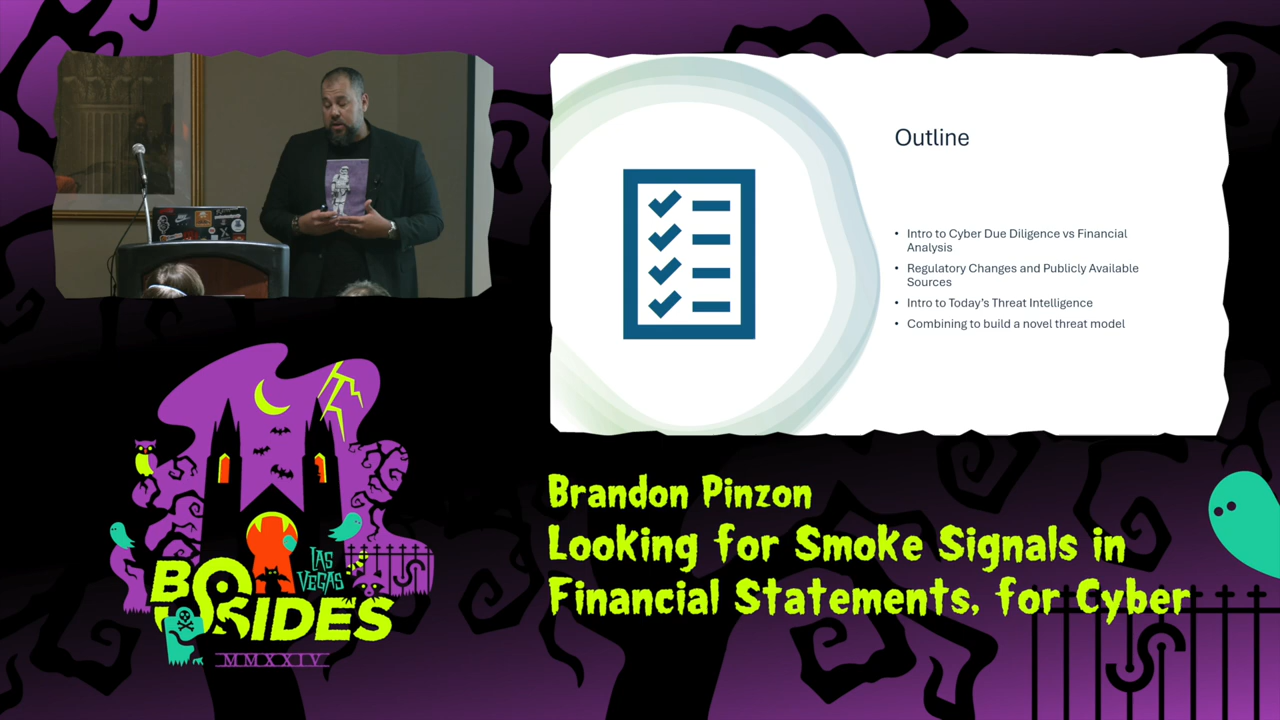 Outline
• Intro to Cyber Due Diligence vs Financial
Analysis
• Regulatory Changes and Publicly Available
Sources
• Intro to Today's Threat Intelligence
• Combining to build a novel threat model
LAS
VEGAS
BSIDES
MMXXIV
Brandon Pinzon
Looking for Smoke Signals in
Financial Statements, for Cyber